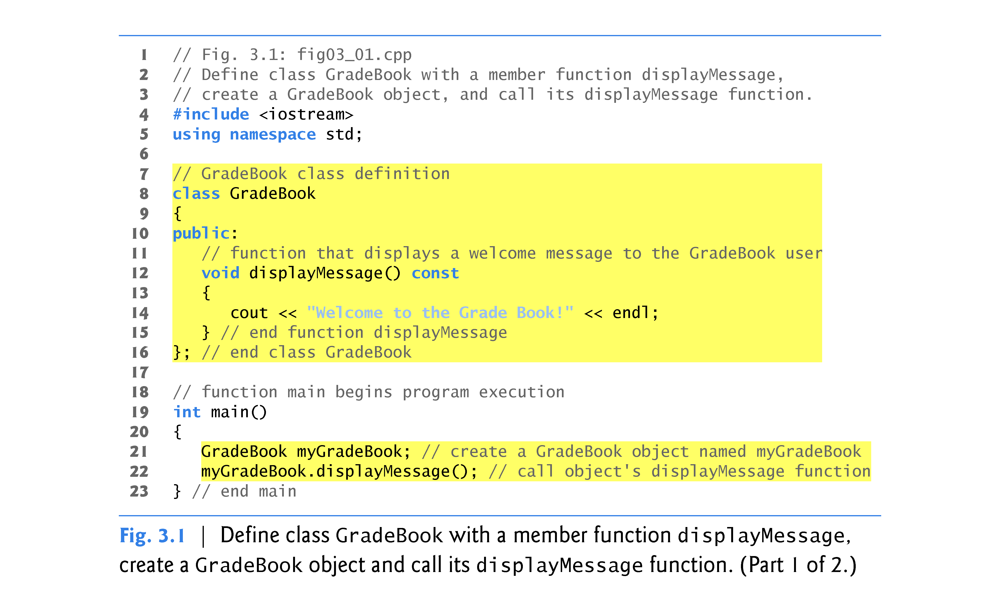 1 // Fig. 3.1: fig03_01.cpp
2 // Define class GradeBook with a member function displayMessage,
3 // create a GradeBook object, and call its displayMessage function.
4 #include <iostream>
5 using namespace std;
6
7 // GradeBook class definition
8 class GradeBook
9 {
10 public:
11    // function that displays a welcome message to the GradeBook user
12    void displayMessage() const
13    {
14       cout << "Welcome to the Grade Book!" << endl;
15    } // end function displayMessage
16 }; // end class GradeBook
17
18 // function main begins program execution
19 int main()
20 {
21    GradeBook myGradeBook; // create a GradeBook object named myGradeBook
22    myGradeBook.displayMessage(); // call object's displayMessage function
23 } // end main
Fig. 3.1 | Define class GradeBook with a member function displayMessage,
create a GradeBook object and call its displayMessage function. (Part 1 of 2.)